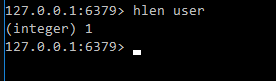 127.0.0.1:6379> hlen user
(integer) 1
127.0.0.1:6379>